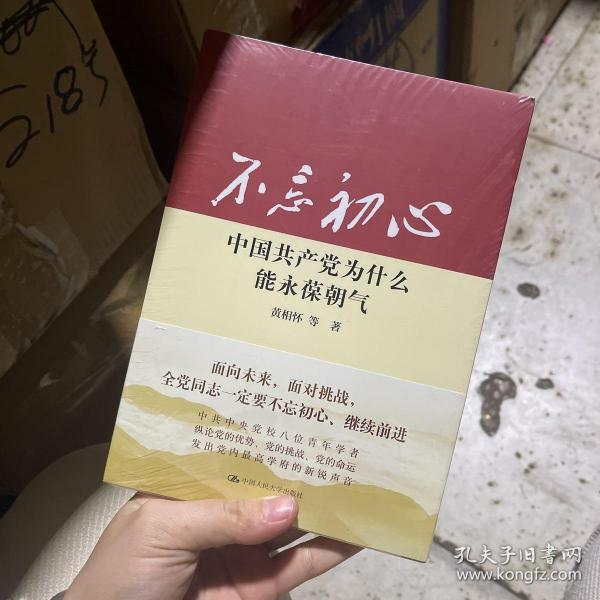 218号
不忘初心
中国共产党为什么
能永葆朝气
黄相怀 等 著
面向未来，面对挑战，
全党同志一定要不忘初心、继续前进
中共中央党校八位青年学者
纵论党的优势、党的挑战、党的命运
发出党内最高学府的新锐声音
中国人民大学出版社
孔夫子旧书网
www.kongfz.com